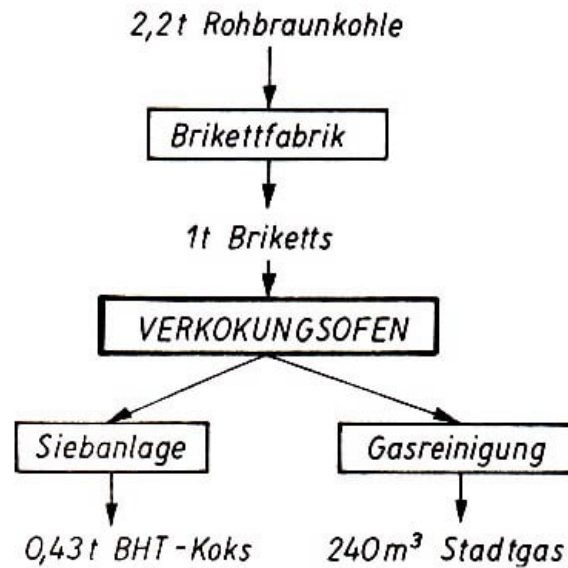 2,2t Rohbraunkohle
Brikettfabrik
1t Briketts
VERKOKUNGSOFEN
Siebanlage
Gasreinigung
0,43t BHT-Koks
240m³ Stadtgas